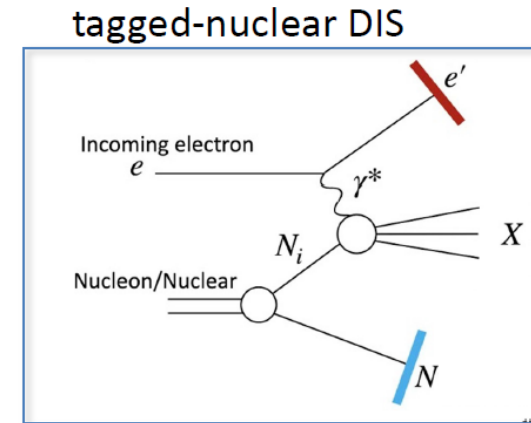 tagged-nuclear DIS
e′
Incoming electron
e
γ*
X
N_i
Nucleon/Nuclear
N